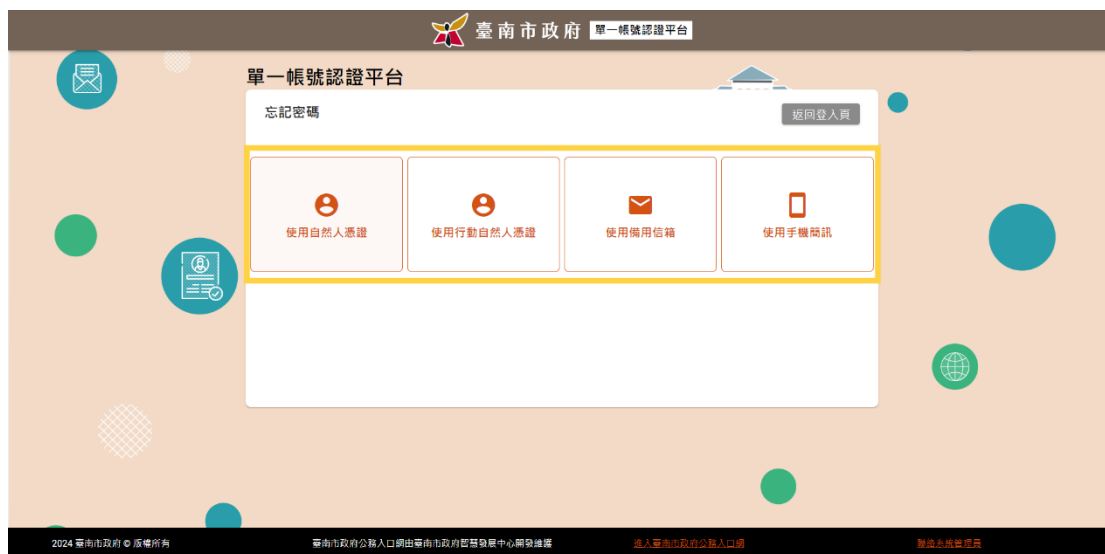 臺南市政府 單一帳號認證平台
單一帳號認證平台
忘記密碼 返回登入頁
使用自然人憑證 使用行動自然人憑證 使用備用信箱 使用手機簡訊
2024 臺南市政府 © 版權所有 臺南市政府公務入口網由臺南市政府智慧發展中心開發維護 進入臺南市政府公務入口網 聯絡系統管理員